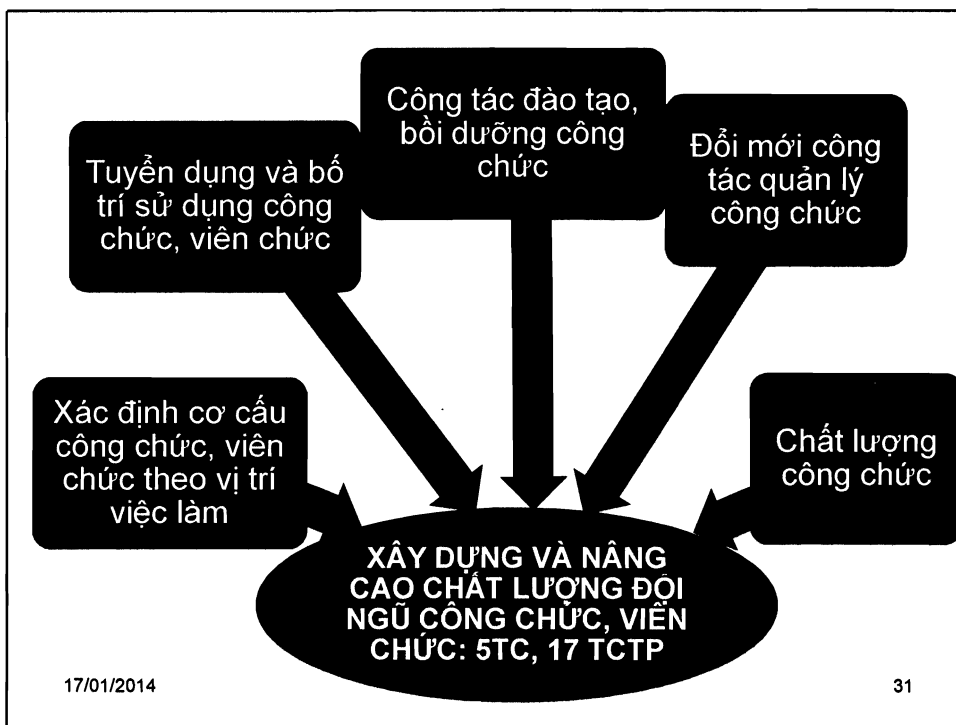 Công tác đào tạo,
bồi dưỡng công
chức
Tuyển dụng và bố
trí sử dụng công
chức, viên chức
Đổi mới công
tác quản lý
công chức
Xác định cơ cấu
công chức, viên
chức theo vị trí
việc làm
Chất lượng
công chức
XÂY DỰNG VÀ NÂNG
CAO CHẤT LƯỢNG ĐỘI
NGŨ CÔNG CHỨC, VIÊN
CHỨC: 5TC, 17 TCTP
17/01/2014
31